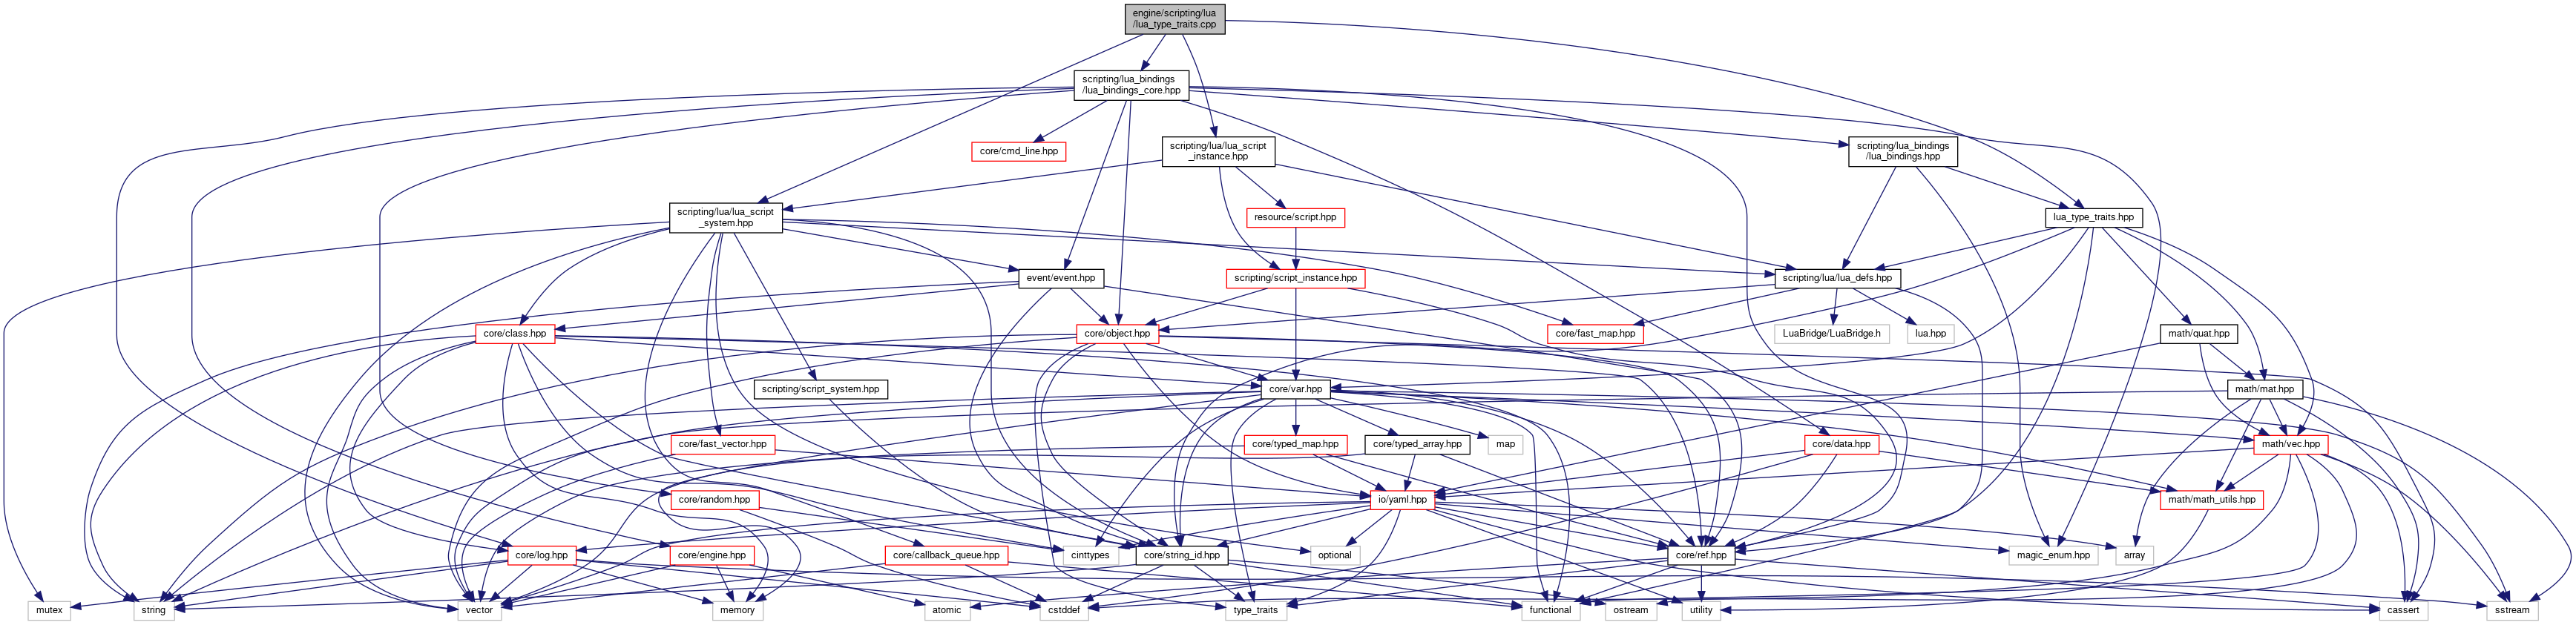 engine/scripting/lua
/lua_type_traits.cpp
scripting/lua_bindings
/lua_bindings_core.hpp
core/cmd_line.hpp
scripting/lua/lua_script
_instance.hpp
scripting/lua_bindings
/lua_bindings.hpp
scripting/lua/lua_script
_system.hpp
resource/script.hpp
lua_type_traits.hpp
event/event.hpp
scripting/script_instance.hpp
scripting/lua/lua_defs.hpp
core/class.hpp
core/object.hpp
core/fast_map.hpp
LuaBridge/LuaBridge.h
lua.hpp
math/quat.hpp
scripting/script_system.hpp
core/var.hpp
math/mat.hpp
core/fast_vector.hpp
core/typed_map.hpp
core/typed_array.hpp
map
core/data.hpp
math/vec.hpp
core/random.hpp
io/yaml.hpp
math/math_utils.hpp
core/log.hpp
core/engine.hpp
core/callback_queue.hpp
cinttypes
core/string_id.hpp
optional
core/ref.hpp
magic_enum.hpp
array
mutex
string
vector
memory
atomic
cstddef
type_traits
functional
ostream
utility
cassert
sstream